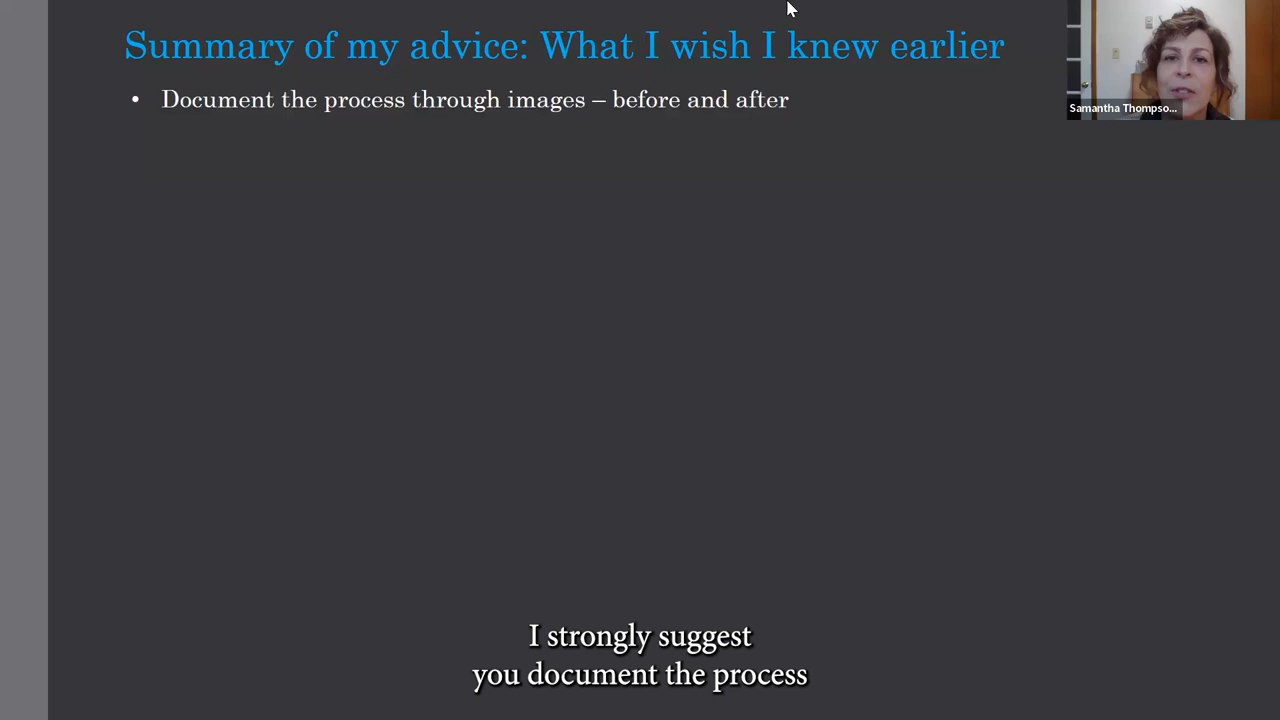 Summary of my advice: What I wish I knew earlier
• Document the process through images – before and after
Samantha Thompso...
I strongly suggest
you document the process